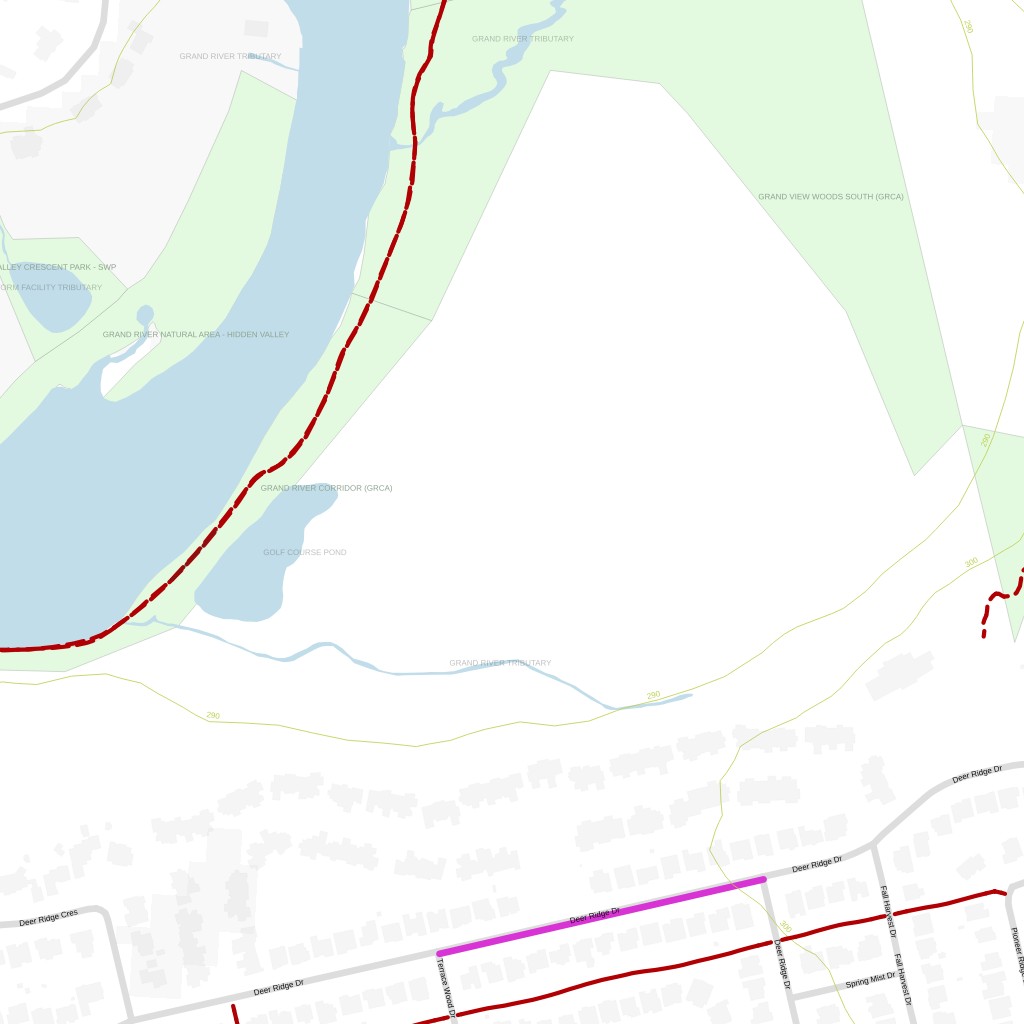 290
GRAND RIVER TRIBUTARY
GRAND RIVER TRIBUTARY
GRAND VIEW WOODS SOUTH (GRCA)
ALLEY CRESCENT PARK - SWP
ORM FACILITY TRIBUTARY
GRAND RIVER NATURAL AREA - HIDDEN VALLEY
290
GRAND RIVER CORRIDOR (GRCA)
GOLF COURSE POND
300
GRAND RIVER TRIBUTARY
290
290
Deer Ridge Dr
Deer Ridge Dr
Fall Harvest Dr
Deer Ridge Dr
Deer Ridge Cres
300
Pioneer Ridge D
Deer Ridge Dr
Terrace Wood Dr
Fall Harvest Dr
Spring Mist Dr
Deer Ridge Dr